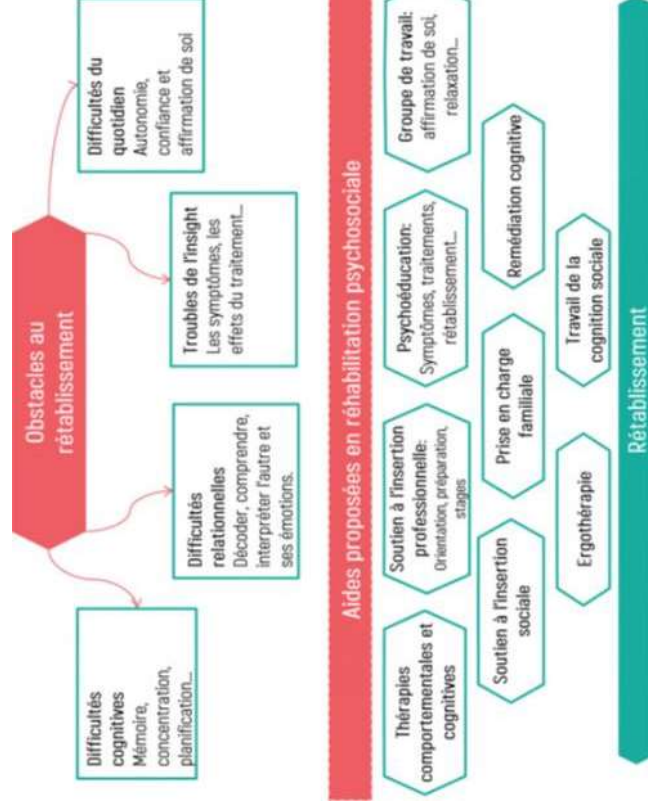 Obstacles au
rétablissement
Difficultés
cognitives
Mémoire,
concentration,
planification...
Difficultés
relationnelles
Décoder, comprendre,
interpréter l'autre et
ses émotions.
Troubles de l'insight
Les symptômes, les
effets du traitement...
Difficultés du
quotidien
Autonomie,
confiance et
affirmation de soi
Aides proposées en réhabilitation psychosociale
Thérapies
comportementales et
cognitives
Soutien à l'insertion
professionnelle:
Orientation, préparation,
stages
Psychoéducation:
Symptômes, traitements,
rétablissement...
Groupe de travail:
affirmation de soi,
relaxation...
Soutien à l'insertion
sociale
Prise en charge
familiale
Remédiation cognitive
Ergothérapie
Travail de la
cognition sociale
Rétablissement